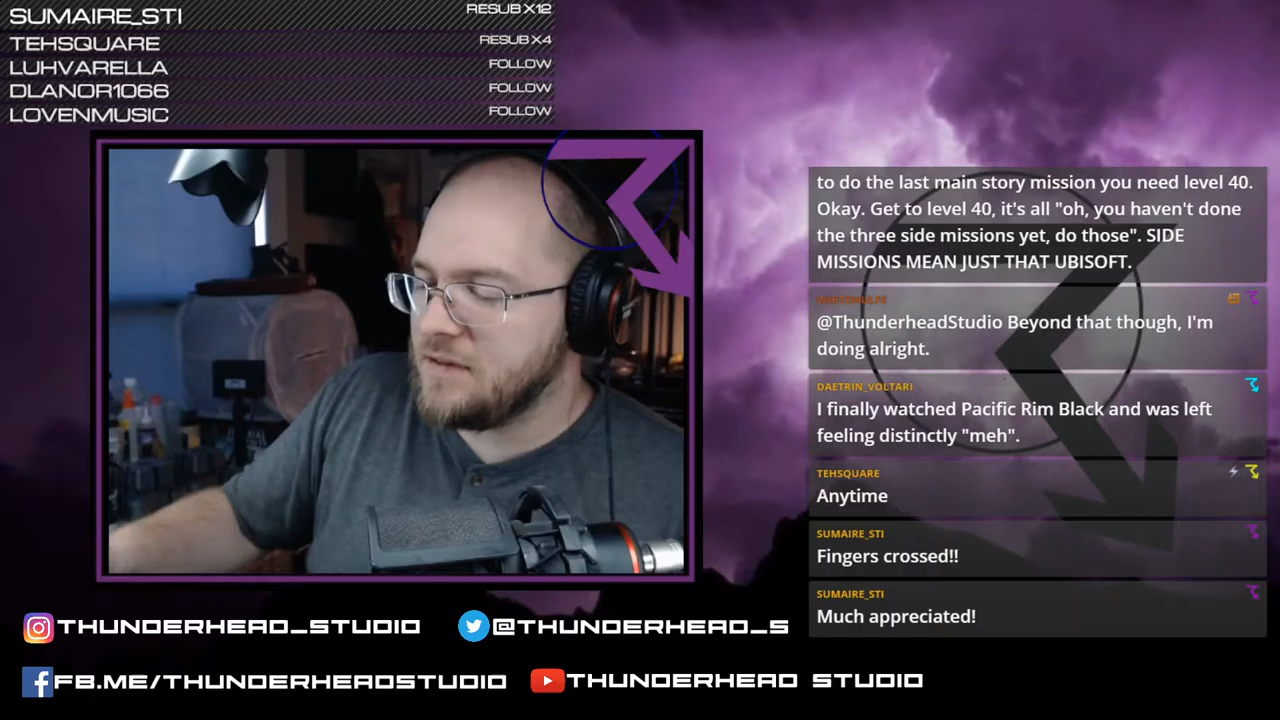 SUMAIRE_STI RESUB X12
TEHSQUARE RESUB X4
LUHVARELLA FOLLOW
DLANOR1066 FOLLOW
LOVENMUSIC FOLLOW
to do the last main story mission you need level 40.
Okay. Get to level 40, it's all "oh, you haven't done
the three side missions yet, do those". SIDE
MISSIONS MEAN JUST THAT UBISOFT.
@ThunderheadStudio Beyond that though, I'm
doing alright.
DAETRIN_VOLTARI
I finally watched Pacific Rim Black and was left
feeling distinctly "meh".
TEHSQUARE
Anytime
SUMAIRE_STI
Fingers crossed!!
SUMAIRE_STI
Much appreciated!
THUNDERHEAD_STUDIO
@THUNDERHEAD_S
FB.ME/THUNDERHEADSTUDIO
THUNDERHEAD STUDIO